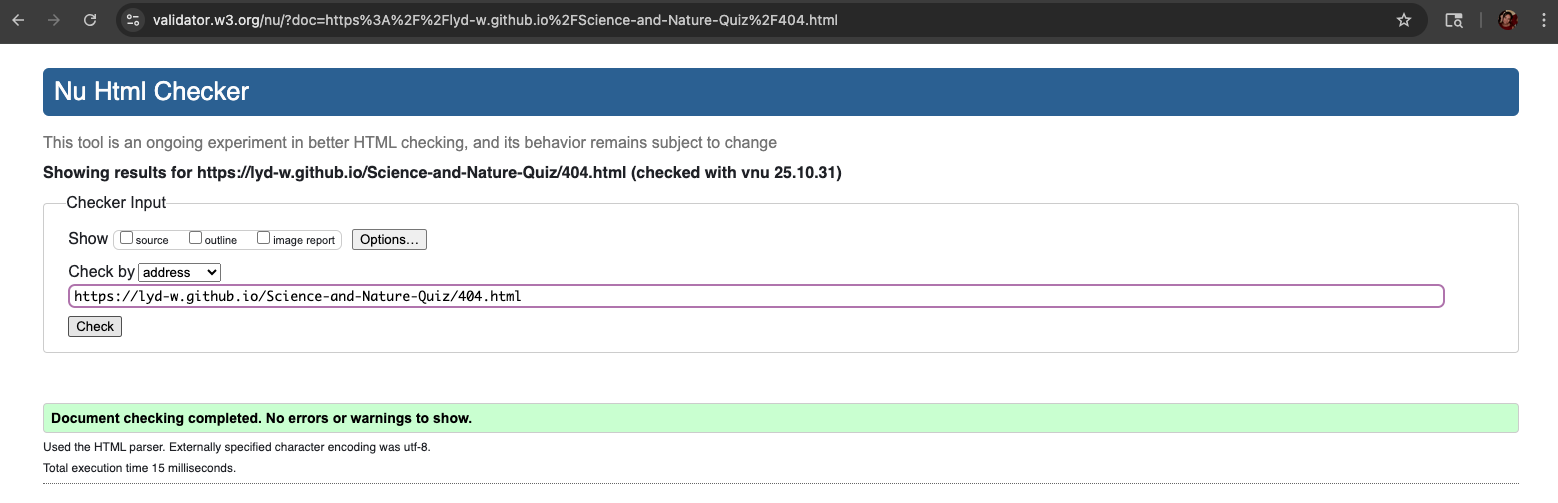 validator.w3.org/nu/?doc=https%3A%2F%2Flyd-w.github.io%2FScience-and-Nature-Quiz%2F404.html
Nu Html Checker
This tool is an ongoing experiment in better HTML checking, and its behavior remains subject to change
Showing results for https://lyd-w.github.io/Science-and-Nature-Quiz/404.html (checked with vnu 25.10.31)
Checker Input
Show source outline image report Options…
Check by address
https://lyd-w.github.io/Science-and-Nature-Quiz/404.html
Check
Document checking completed. No errors or warnings to show.
Used the HTML parser. Externally specified character encoding was utf-8.
Total execution time 15 milliseconds.